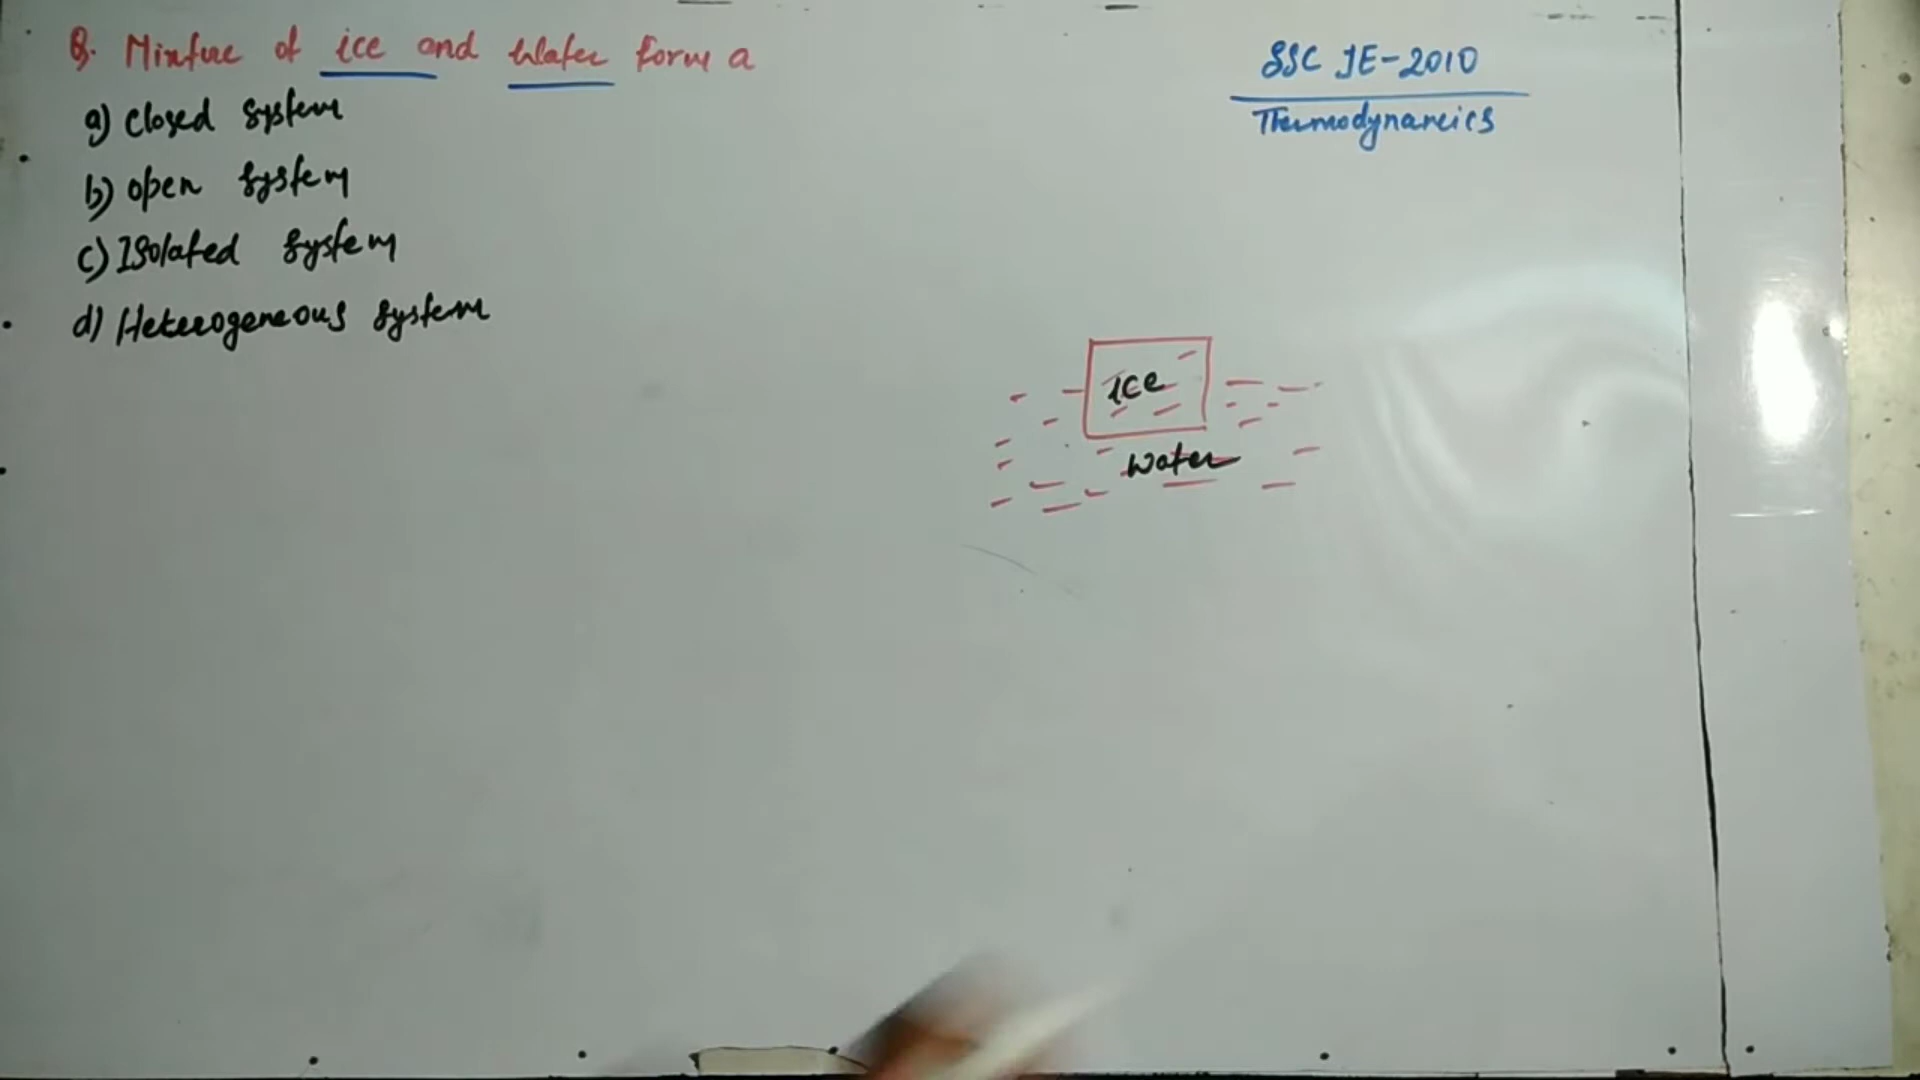 Q. Mixture of ice and Water form a
a) Closed system
b) open system
c) Isolated system
d) Heterogeneous system
SSC JE-2010
Thermodynamics
ice
water